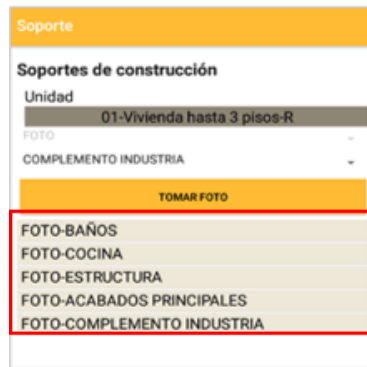 Soporte
Soportes de construcción
Unidad
01-Vivienda hasta 3 pisos-R
FOTO
COMPLEMENTO INDUSTRIA
TOMAR FOTO
FOTO-BAÑOS
FOTO-COCINA
FOTO-ESTRUCTURA
FOTO-ACABADOS PRINCIPALES
FOTO-COMPLEMENTO INDUSTRIA